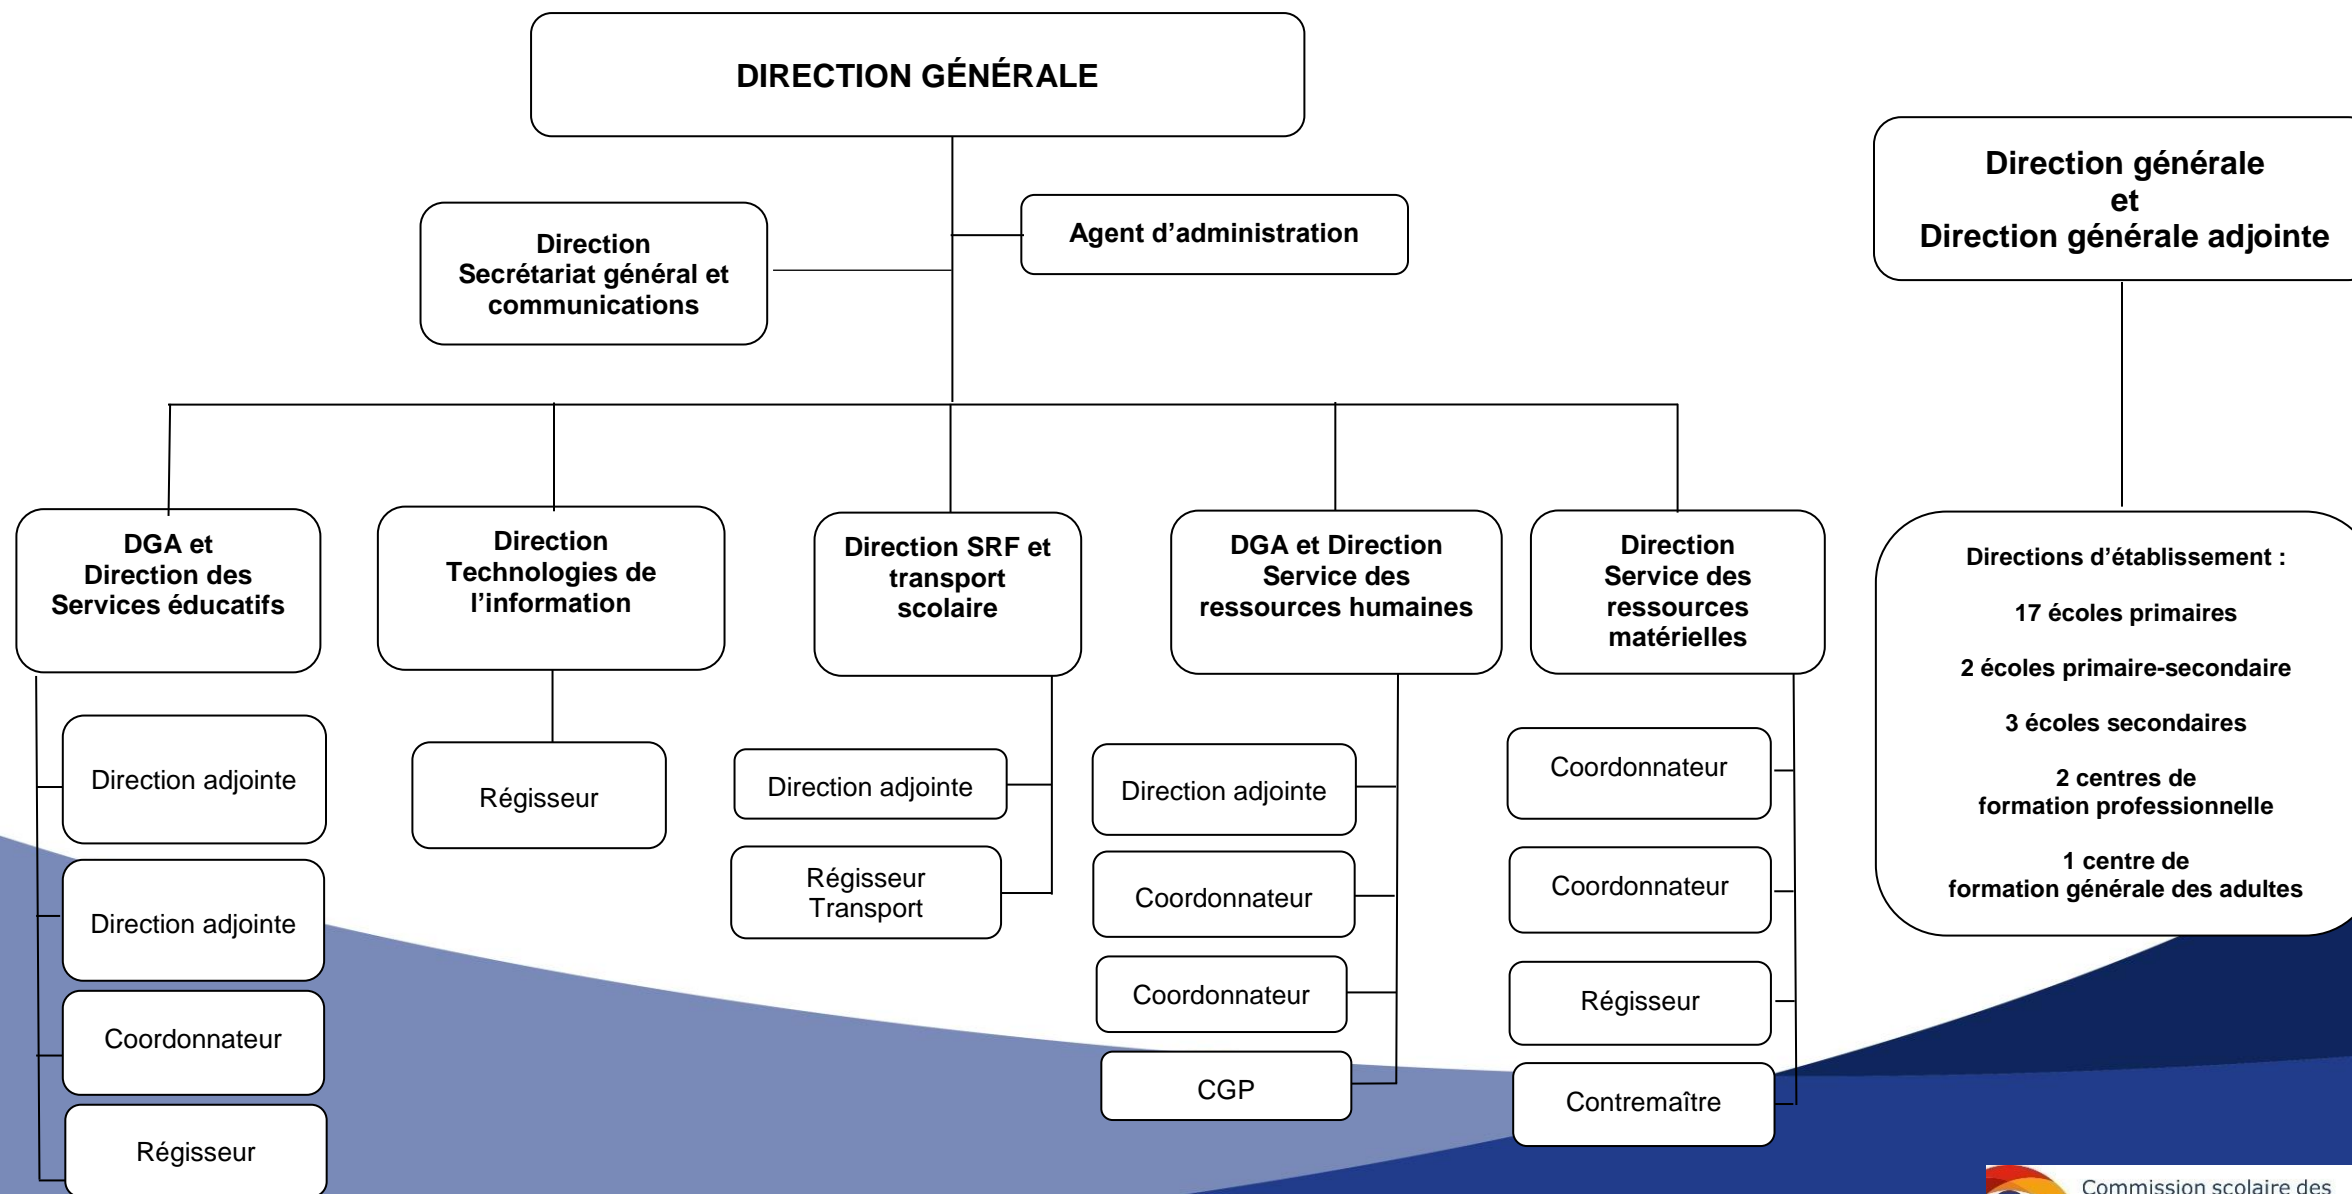 DIRECTION GÉNÉRALE
Direction
Secrétariat général et
communications
Agent d’administration
Direction générale
et
Direction générale adjointe
DGA et
Direction des
Services éducatifs
Direction
Technologies de
l’information
Direction SRF et
transport
scolaire
DGA et Direction
Service des
ressources humaines
Direction
Service des
ressources
matérielles
Directions d’établissement :
17 écoles primaires
2 écoles primaire-secondaire
3 écoles secondaires
2 centres de
formation professionnelle
1 centre de
formation générale des adultes
Direction adjointe
Direction adjointe
Coordonnateur
Régisseur
Régisseur
Direction adjointe
Régisseur
Transport
Direction adjointe
Coordonnateur
Coordonnateur
CGP
Coordonnateur
Coordonnateur
Régisseur
Contremaître
Commission scolaire des